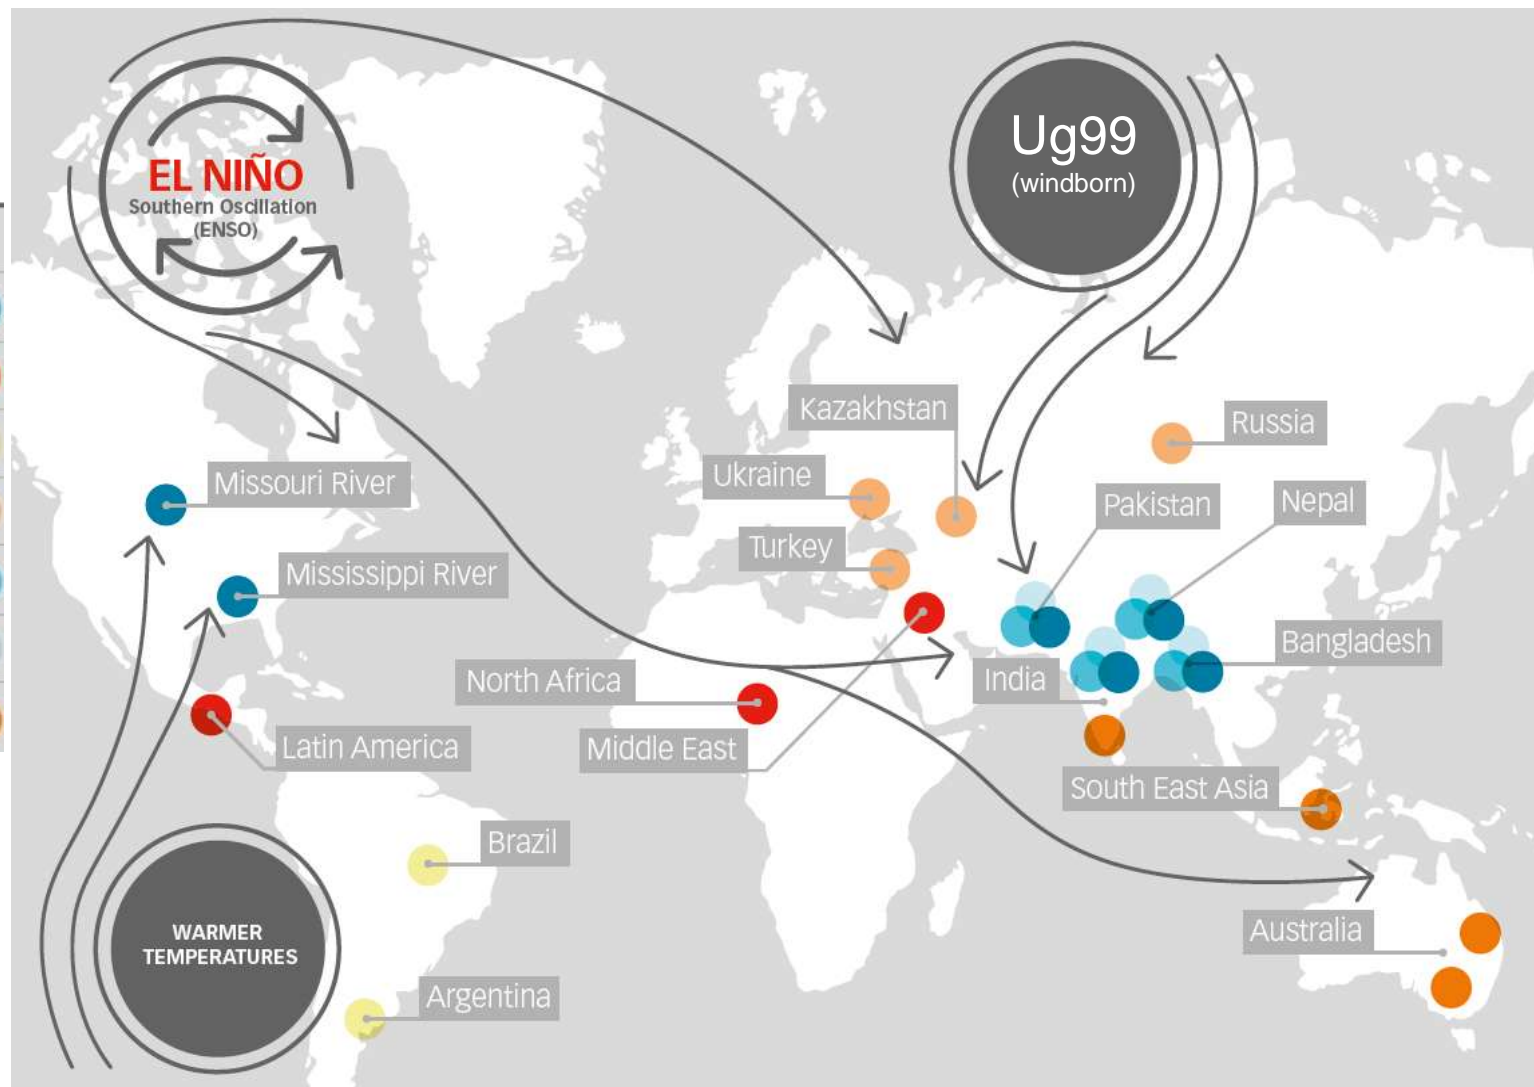 EL NIÑO
Southern Oscillation
(ENSO)
Ug99
(windborn)
Kazakhstan
Russia
Ukraine
Missouri River
Pakistan
Nepal
Turkey
Mississippi River
Bangladesh
North Africa
India
Latin America
Middle East
South East Asia
Brazil
WARMER
TEMPERATURES
Australia
Argentina